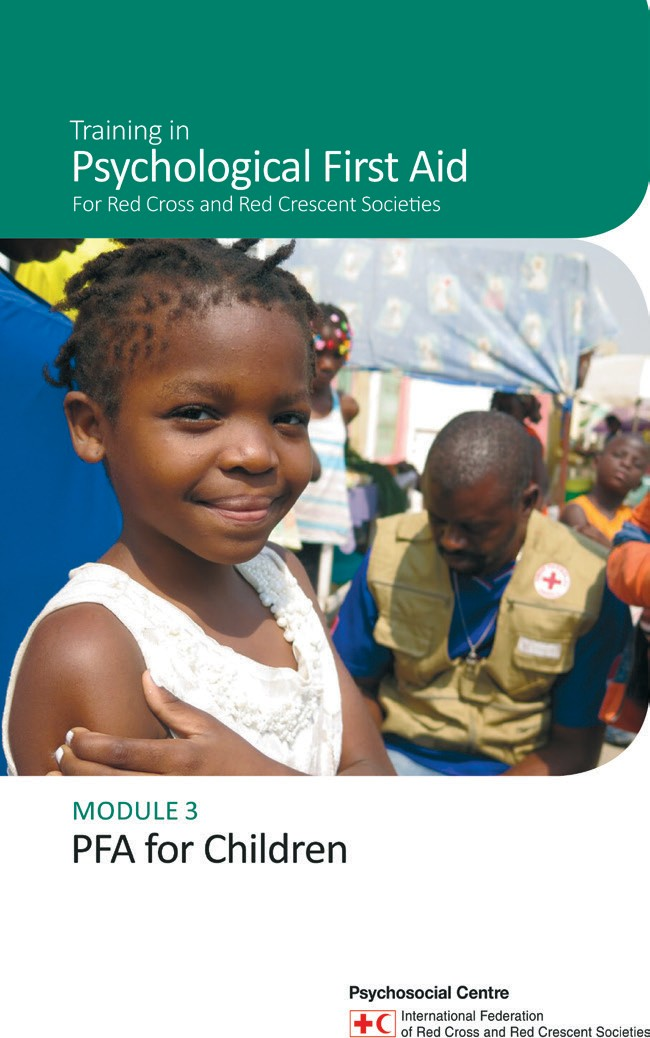 Training in
Psychological First Aid
For Red Cross and Red Crescent Societies
MODULE 3
PFA for Children
Psychosocial Centre
International Federation
of Red Cross and Red Crescent Societies